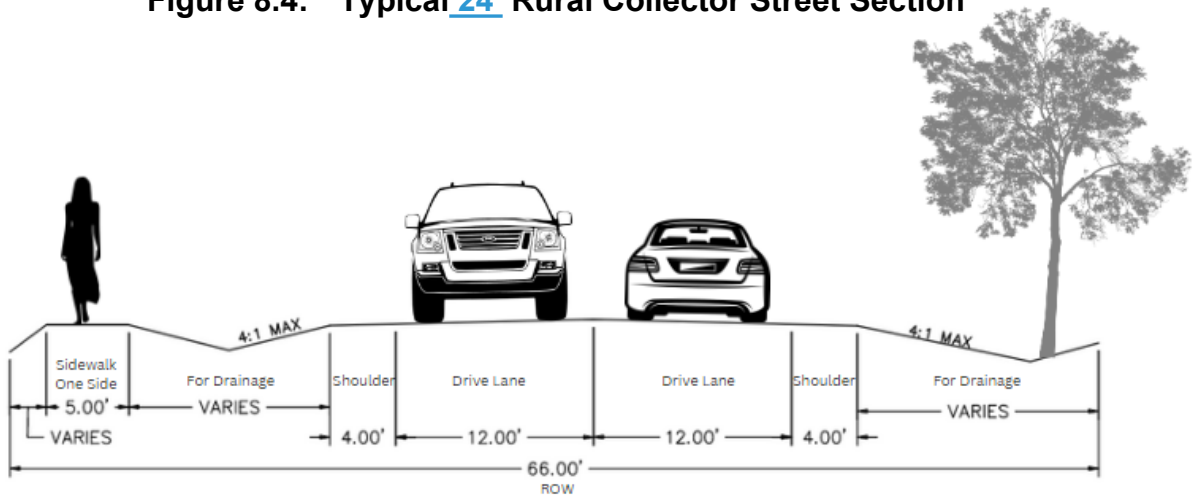 Figure 8.4. Typical 24' Rural Collector Street Section
4:1 MAX
4:1 MAX
Sidewalk
One Side
For Drainage
Shoulder
Drive Lane
Drive Lane
Shoulder
For Drainage
5.00'
VARIES
VARIES
VARIES
4.00'
12.00'
12.00'
4.00'
66.00'
ROW